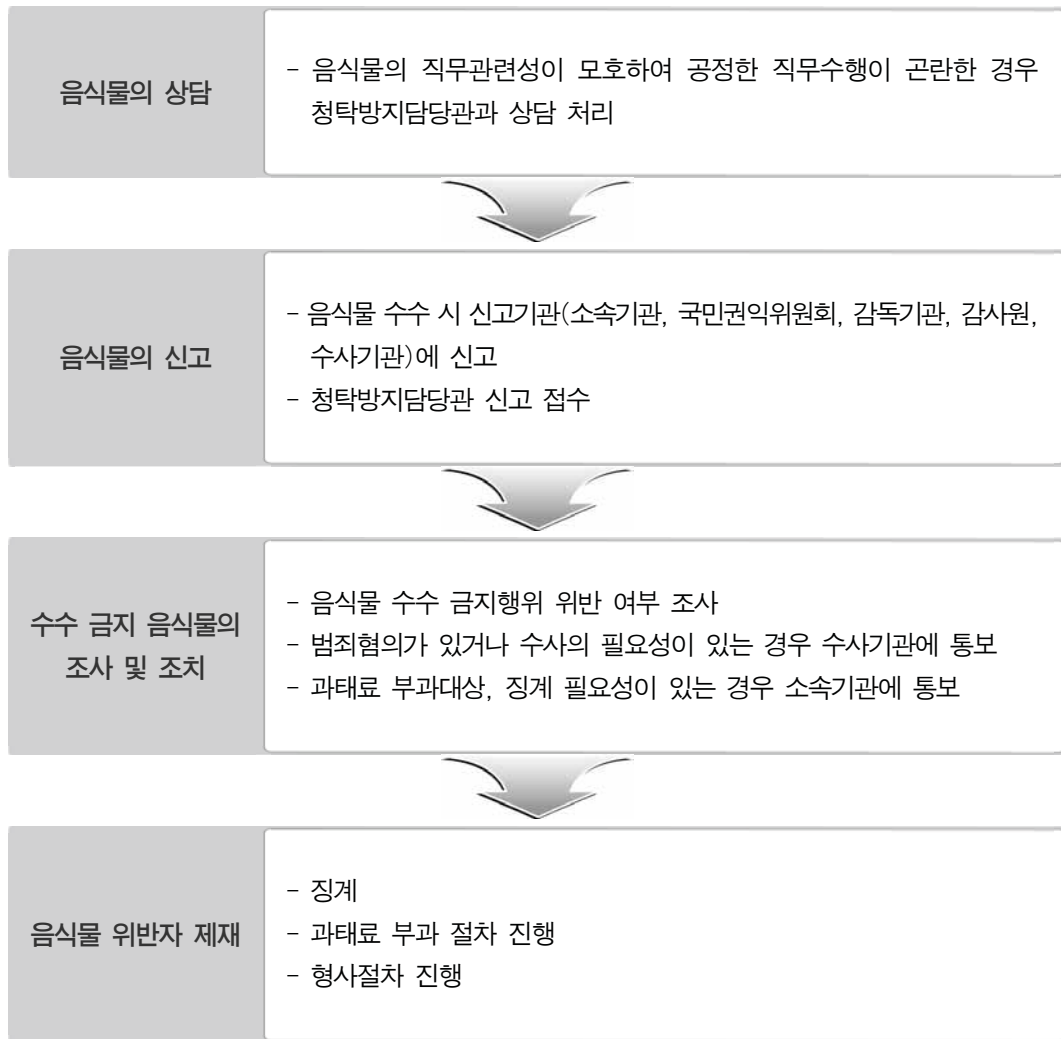 음식물의 상담
- 음식물의 직무관련성이 모호하여 공정한 직무수행이 곤란한 경우
청탁방지담당관과 상담 처리
음식물의 신고
- 음식물 수수 시 신고기관(소속기관, 국민권익위원회, 감독기관, 감사원,
수사기관)에 신고
- 청탁방지담당관 신고 접수
수수 금지 음식물의
조사 및 조치
- 음식물 수수 금지행위 위반 여부 조사
- 범죄혐의가 있거나 수사의 필요성이 있는 경우 수사기관에 통보
- 과태료 부과대상, 징계 필요성이 있는 경우 소속기관에 통보
음식물 위반자 제재
- 징계
- 과태료 부과 절차 진행
- 형사절차 진행